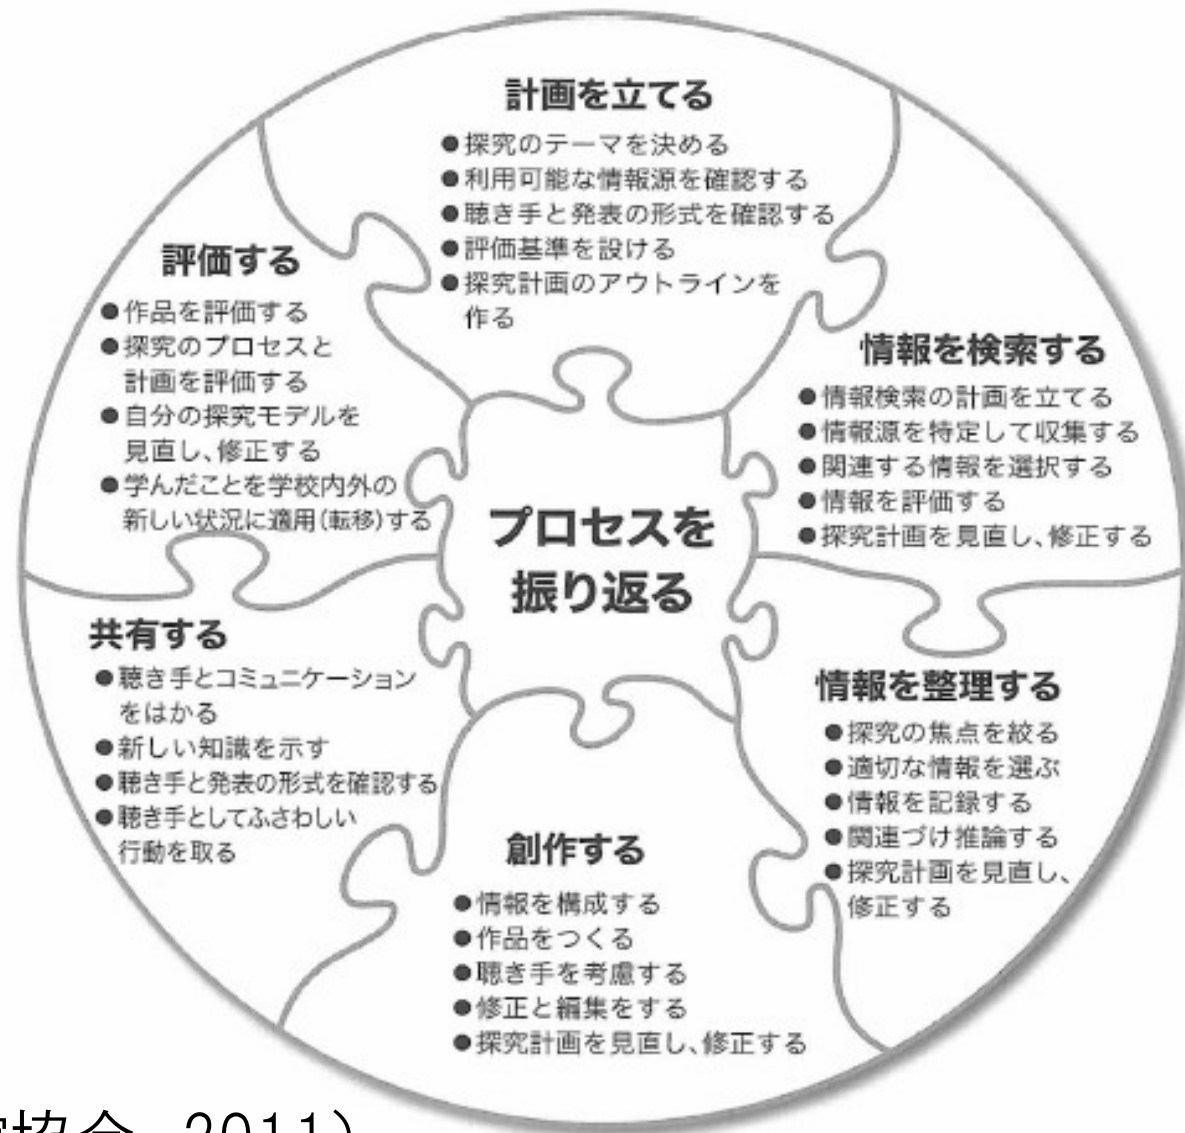 計画を立てる
●探究のテーマを決める
●利用可能な情報源を確認する
●聴き手と発表の形式を確認する
●評価基準を設ける
●探究計画のアウトラインを
作る
情報を検索する
●情報検索の計画を立てる
●情報源を特定して収集する
●関連する情報を選択する
●情報を評価する
●探究計画を見直し、修正する
情報を整理する
●探究の焦点を絞る
●適切な情報を選ぶ
●情報を記録する
●関連づけ推論する
●探究計画を見直し、
修正する
創作する
●情報を構成する
●作品をつくる
●聴き手を考慮する
●修正と編集をする
●探究計画を見直し、修正する
共有する
●聴き手とコミュニケーション
をはかる
●新しい知識を示す
●聴き手と発表の形式を確認する
●聴き手としてふさわしい
行動を取る
評価する
●作品を評価する
●探究のプロセスと
計画を評価する
●自分の探究モデルを
見直し、修正する
●学んだことを学校内外の
新しい状況に適用(転移)する
プロセスを
振り返る
協会, 2011)